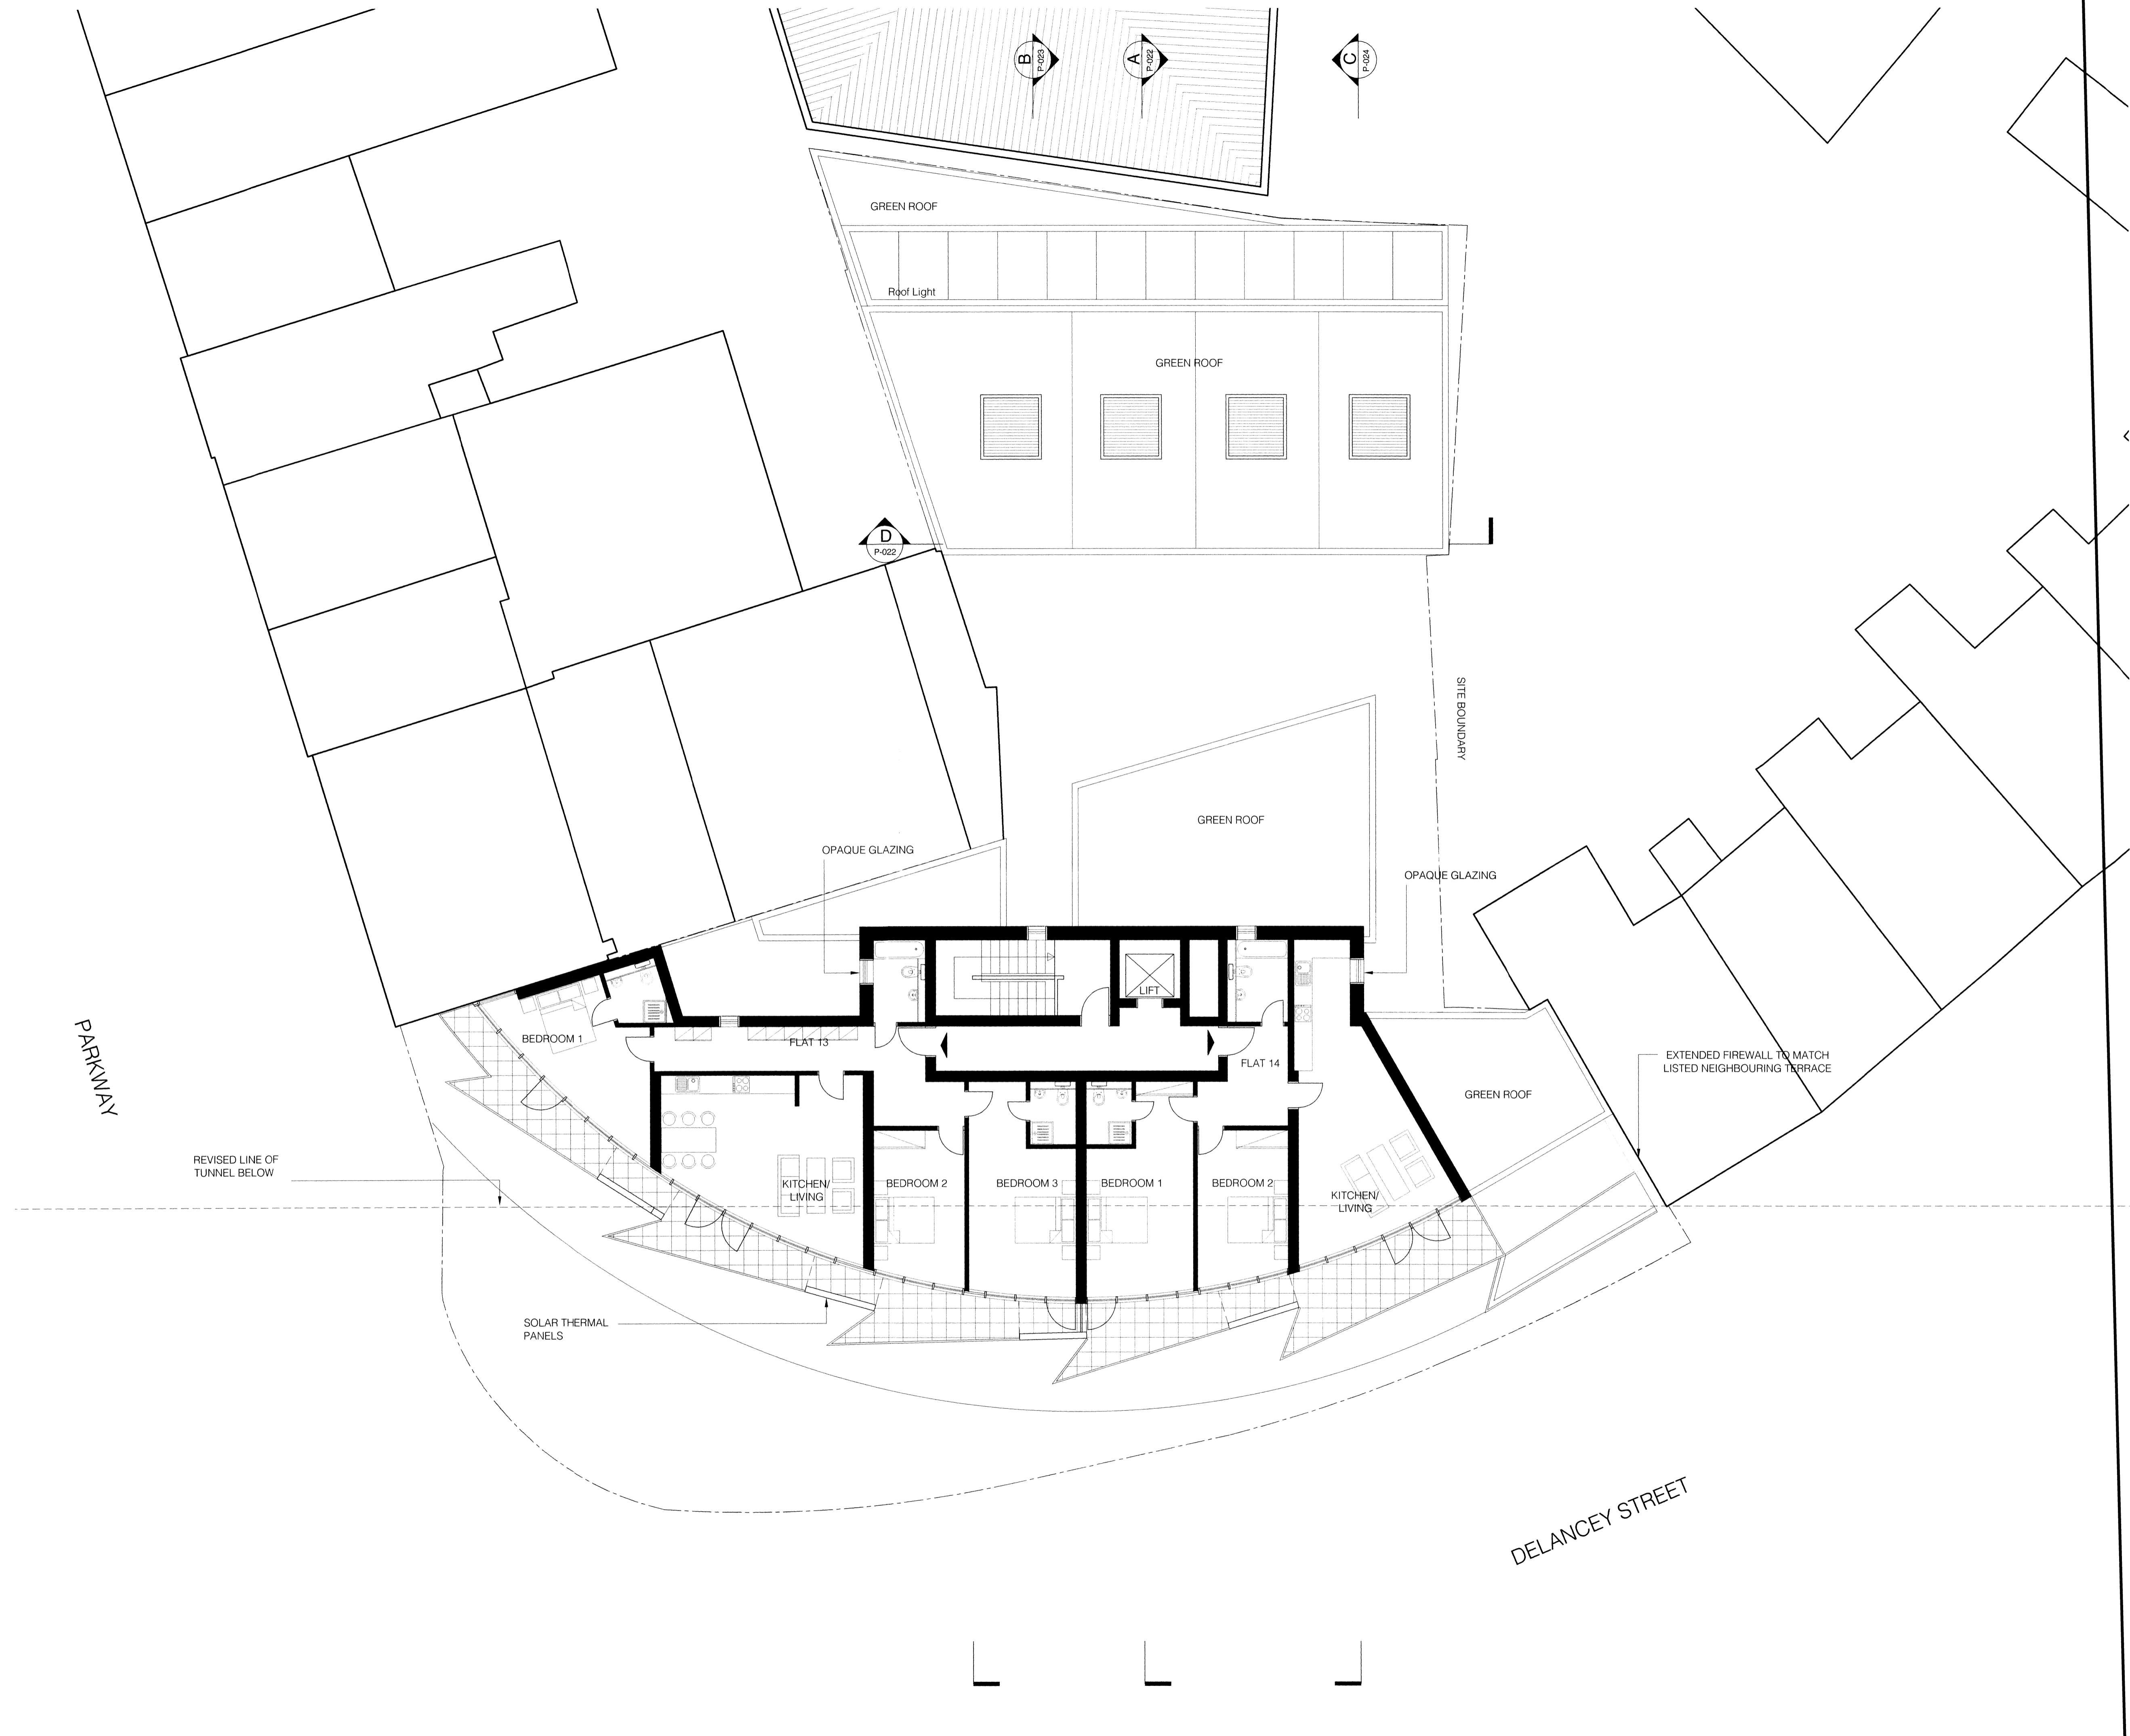 B
P-023
A
P-022
C
P-024
GREEN ROOF
Roof Light
GREEN ROOF
D
P-022
SITE BOUNDARY
GREEN ROOF
OPAQUE GLAZING
OPAQUE GLAZING
LIFT
BEDROOM 1
FLAT 13
FLAT 14
PARKWAY
EXTENDED FIREWALL TO MATCH
LISTED NEIGHBOURING TERRACE
GREEN ROOF
REVISED LINE OF
TUNNEL BELOW
KITCHEN/
LIVING
BEDROOM 2
BEDROOM 3
BEDROOM 1
BEDROOM 2
KITCHEN/
LIVING
SOLAR THERMAL
PANELS
DELANCEY STREET